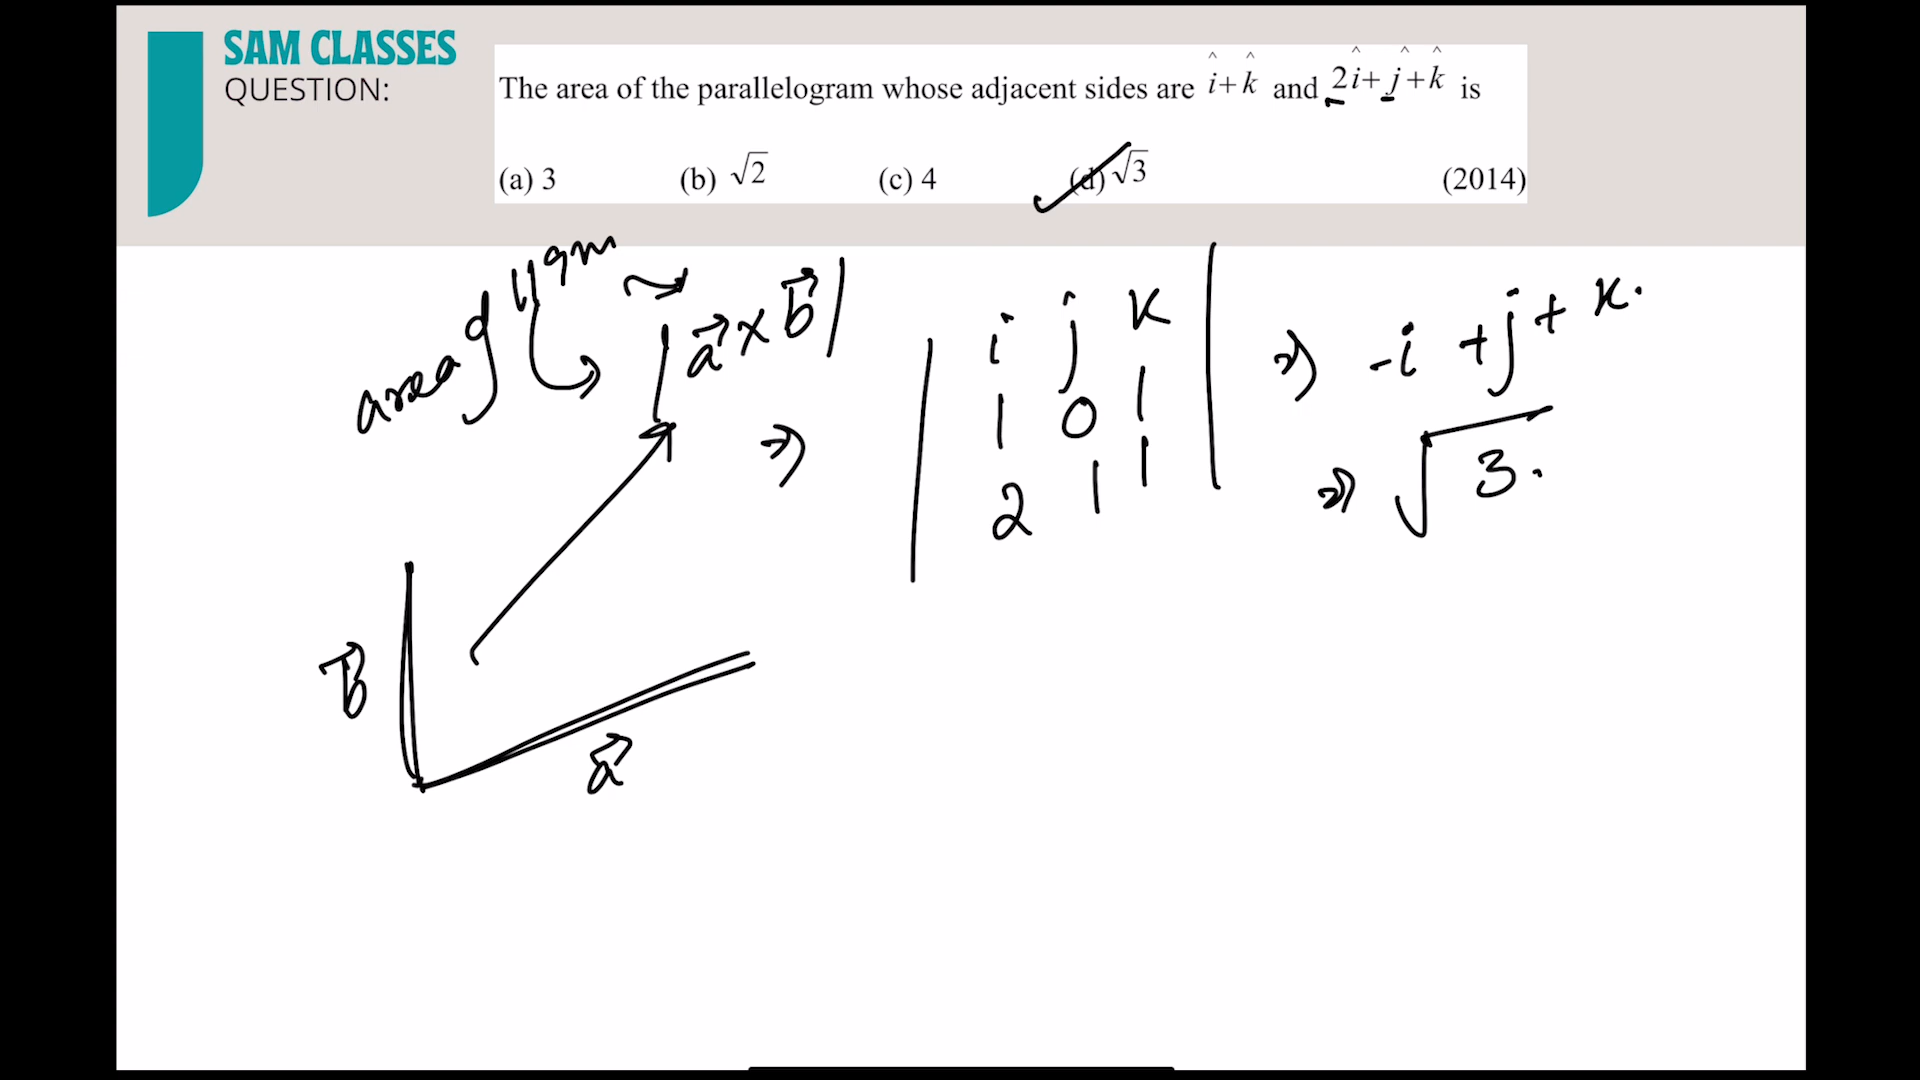 SAM CLASSES
QUESTION:
The area of the parallelogram whose adjacent sides are î+k̂ and 2î+ĵ+k̂ is
(a) 3 (b) √2 (c) 4 (d) √3 (2014)
area of ||gm
|a⃗ × b⃗|
i j k
1 0 1
2 1 1
⇒ -i + j + k.
⇒ √3.
b⃗
a⃗